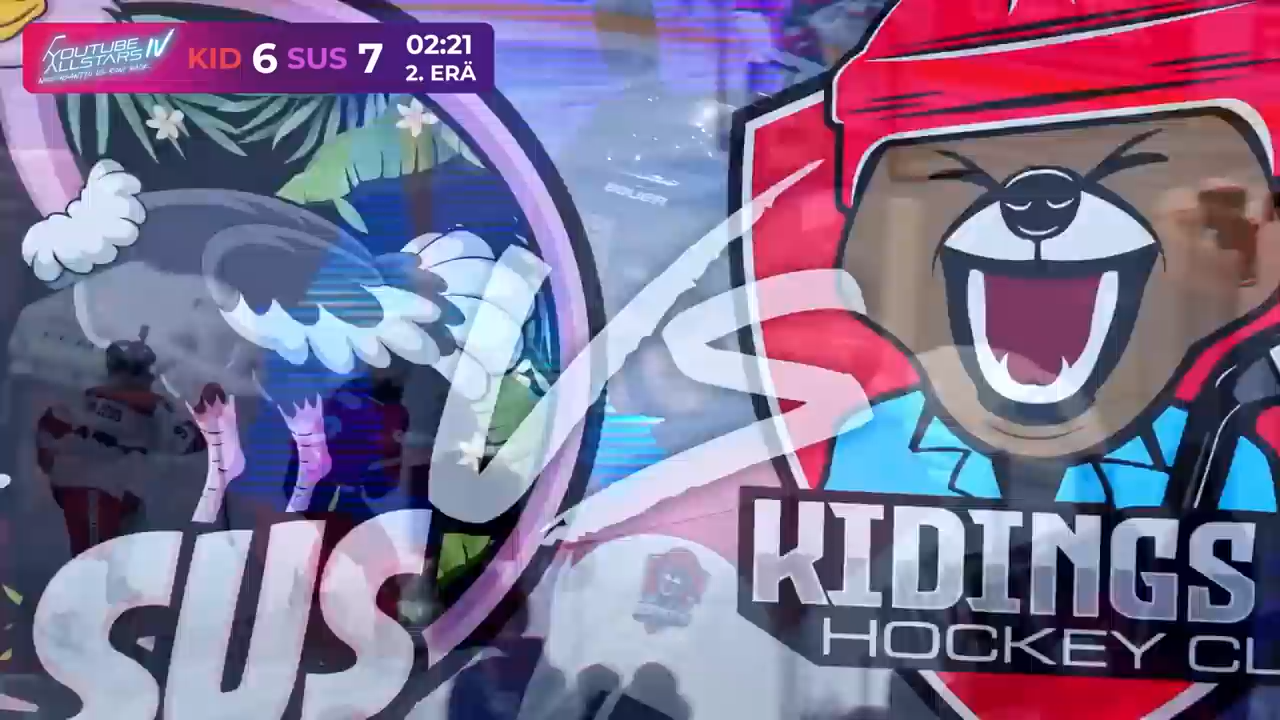 YOUTUBE
ALLSTARS IV
KID 6 SUS 7
02:21
2. ERÄ
BAUER
VS
SUS
KIDINGS
HOCKEY CL